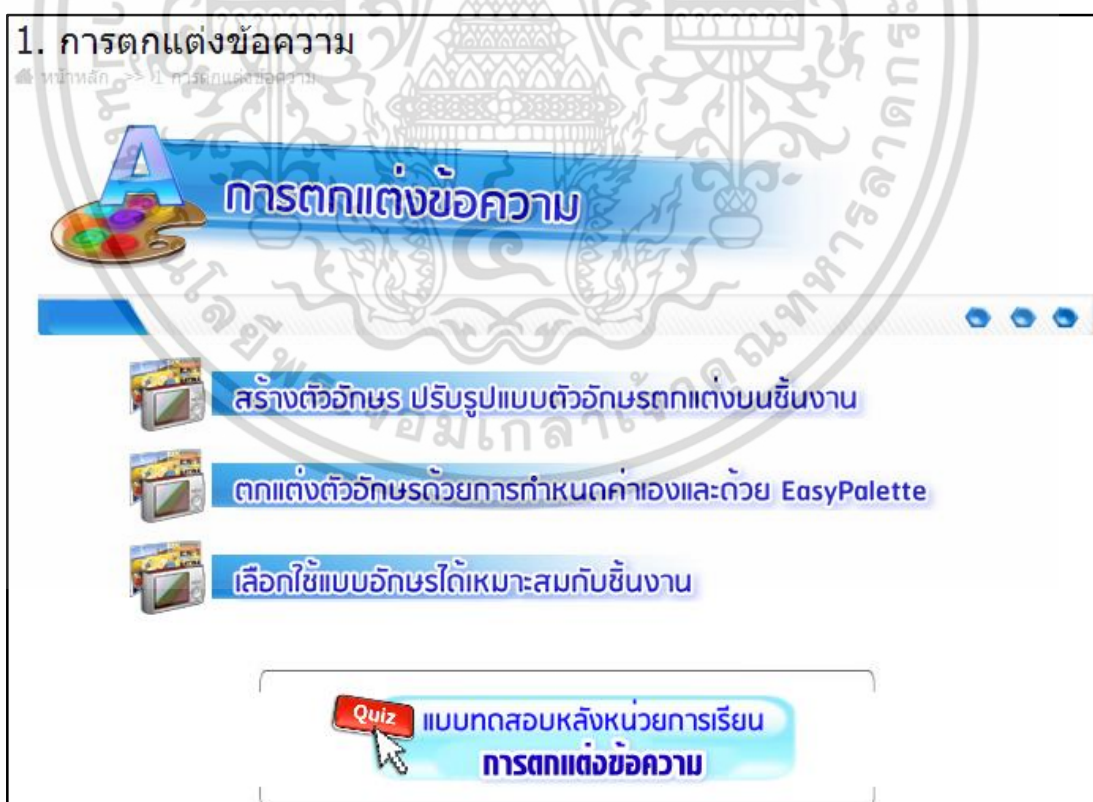 1. การตกแต่งข้อความ
หน้าหลัก >> 1 การตกแต่งข้อความ
A
การตกแต่งข้อความ
สร้างตัวอักษร ปรับรูปแบบตัวอักษรตกแต่งบนชิ้นงาน
ตกแต่งตัวอักษรด้วยการกำหนดค่าเองและด้วย EasyPalette
เลือกใช้แบบอักษรได้เหมาะสมกับชิ้นงาน
Quiz แบบทดสอบหลังหน่วยการเรียน
การตกแต่งข้อความ